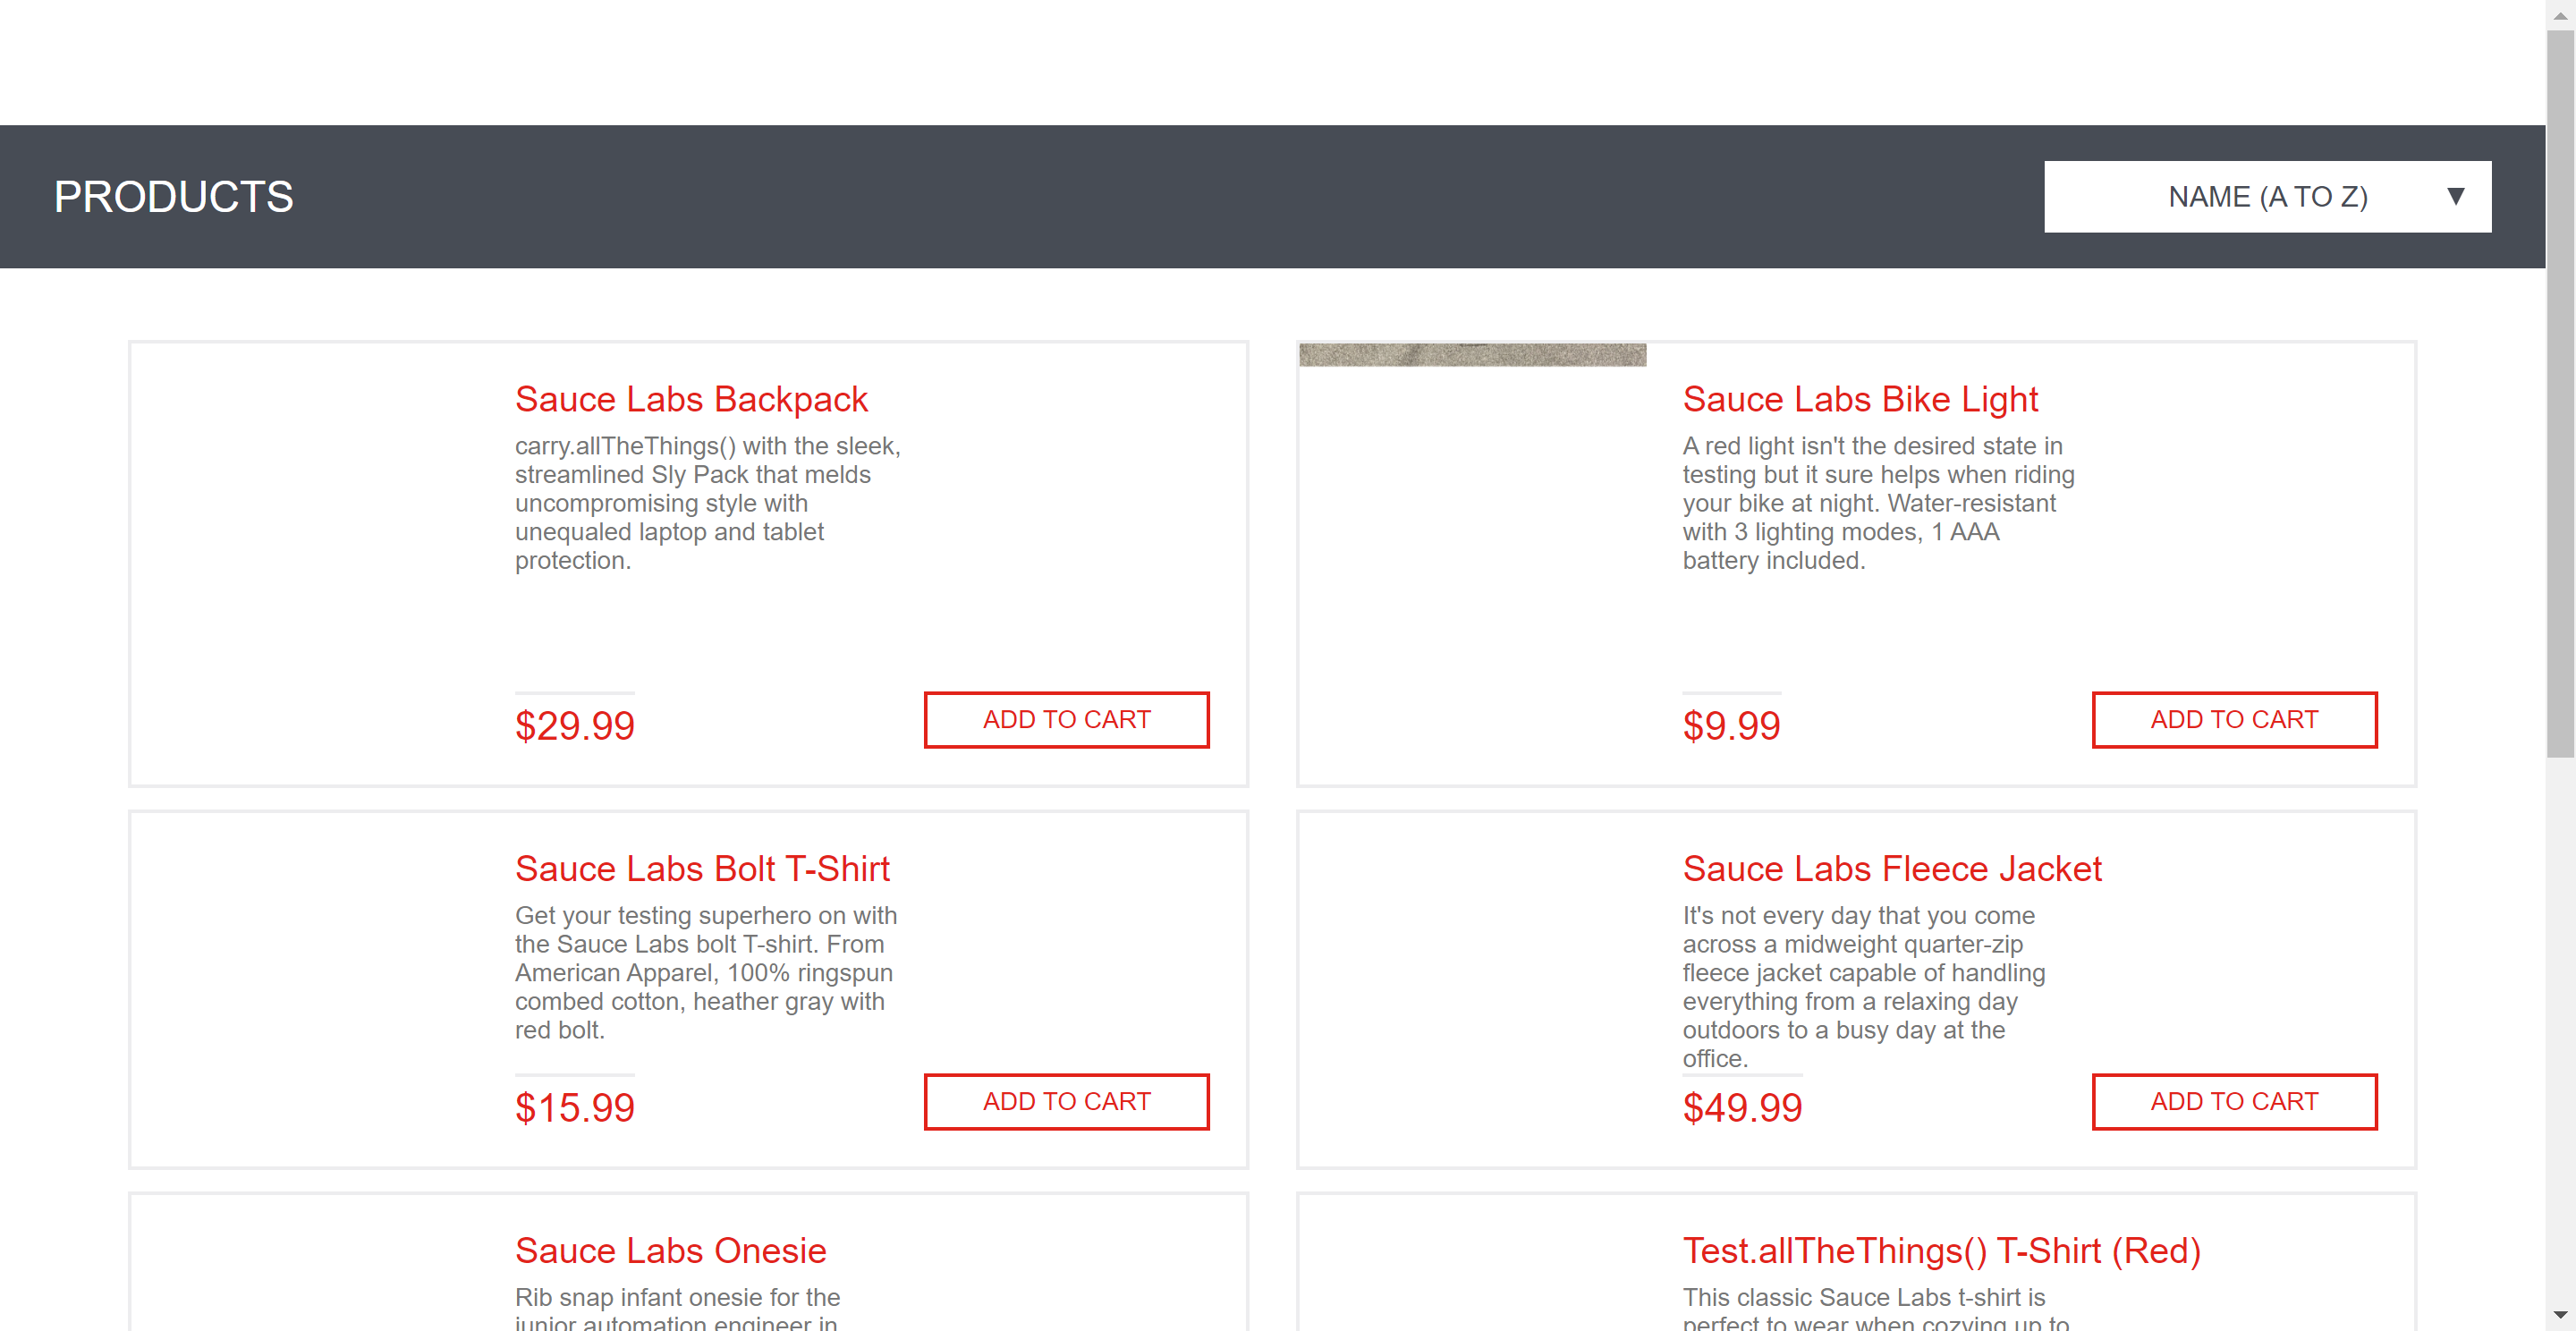 PRODUCTS
NAME (A TO Z)
Sauce Labs Backpack
carry.allTheThings() with the sleek,
streamlined Sly Pack that melds
uncompromising style with
unequaled laptop and tablet
protection.
$29.99
ADD TO CART
Sauce Labs Bike Light
A red light isn't the desired state in
testing but it sure helps when riding
your bike at night. Water-resistant
with 3 lighting modes, 1 AAA
battery included.
$9.99
ADD TO CART
Sauce Labs Bolt T-Shirt
Get your testing superhero on with
the Sauce Labs bolt T-shirt. From
American Apparel, 100% ringspun
combed cotton, heather gray with
red bolt.
$15.99
ADD TO CART
Sauce Labs Fleece Jacket
It's not every day that you come
across a midweight quarter-zip
fleece jacket capable of handling
everything from a relaxing day
outdoors to a busy day at the
office.
$49.99
ADD TO CART
Sauce Labs Onesie
Rib snap infant onesie for the
junior automation engineer in
Test.allTheThings() T-Shirt (Red)
This classic Sauce Labs t-shirt is
perfect to wear when cozying up to